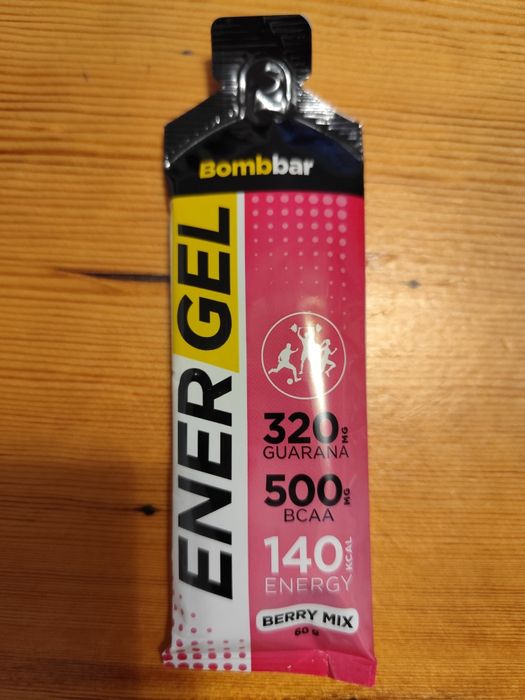 Bombbar
ENERGEL
320 MG
GUARANA
500 MG
BCAA
140 KCAL
ENERGY
BERRY MIX
60 g